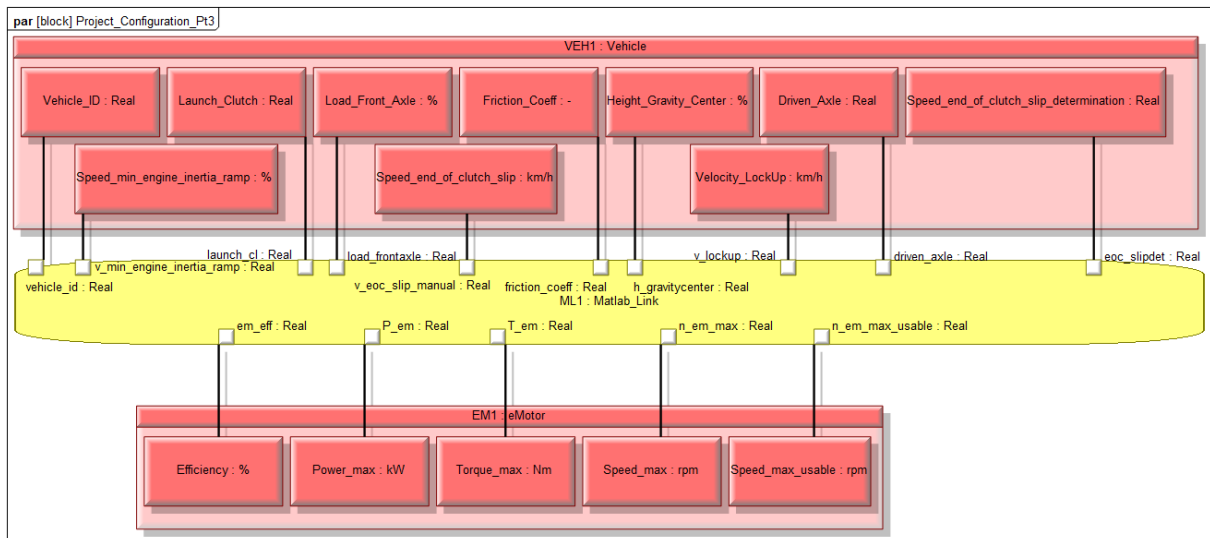 par [block] Project_Configuration_Pt3
VEH1 : Vehicle
Vehicle_ID : Real
Launch_Clutch : Real
Load_Front_Axle : %
Friction_Coeff : -
Height_Gravity_Center : %
Driven_Axle : Real
Speed_end_of_clutch_slip_determination : Real
Speed_min_engine_inertia_ramp : %
Speed_end_of_clutch_slip : km/h
Velocity_LockUp : km/h
launch_cl : Real
load_frontaxle : Real
v_lockup : Real
driven_axle : Real
eoc_slipdet : Real
v_min_engine_inertia_ramp : Real
vehicle_id : Real
v_eoc_slip_manual : Real
friction_coeff : Real
h_gravitycenter : Real
ML1 : Matlab_Link
em_eff : Real
P_em : Real
T_em : Real
n_em_max : Real
n_em_max_usable : Real
EM1 : eMotor
Efficiency : %
Power_max : kW
Torque_max : Nm
Speed_max : rpm
Speed_max_usable : rpm